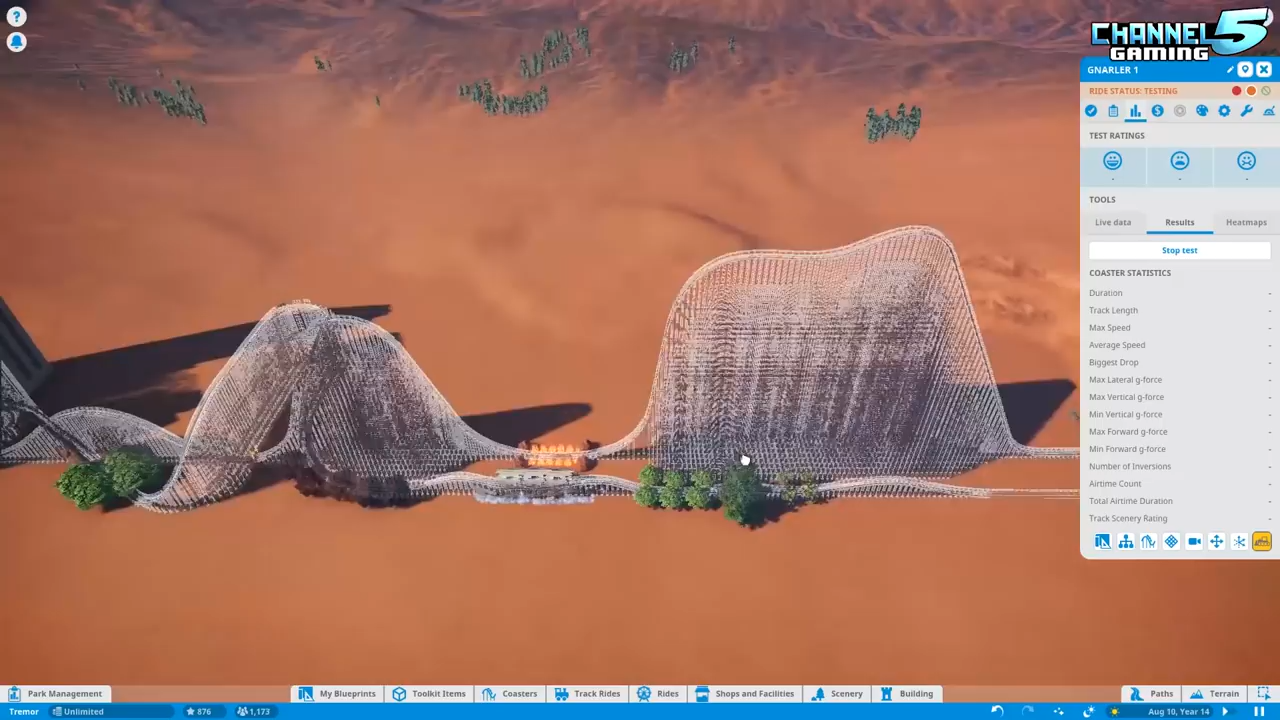 ?
CHANNEL 5
GAMING
GNARLER 1
RIDE STATUS: TESTING
TEST RATINGS
- - -
TOOLS
Live data Results Heatmaps
Stop test
COASTER STATISTICS
Duration -
Track Length -
Max Speed -
Average Speed -
Biggest Drop -
Max Lateral g-force -
Max Vertical g-force -
Min Vertical g-force -
Max Forward g-force -
Min Forward g-force -
Number of Inversions -
Airtime Count -
Total Airtime Duration -
Track Scenery Rating -
Park Management My Blueprints Toolkit Items Coasters Track Rides Rides Shops and Facilities Scenery Building Paths Terrain
Tremor Unlimited 876 1,173 Aug 10, Year 14